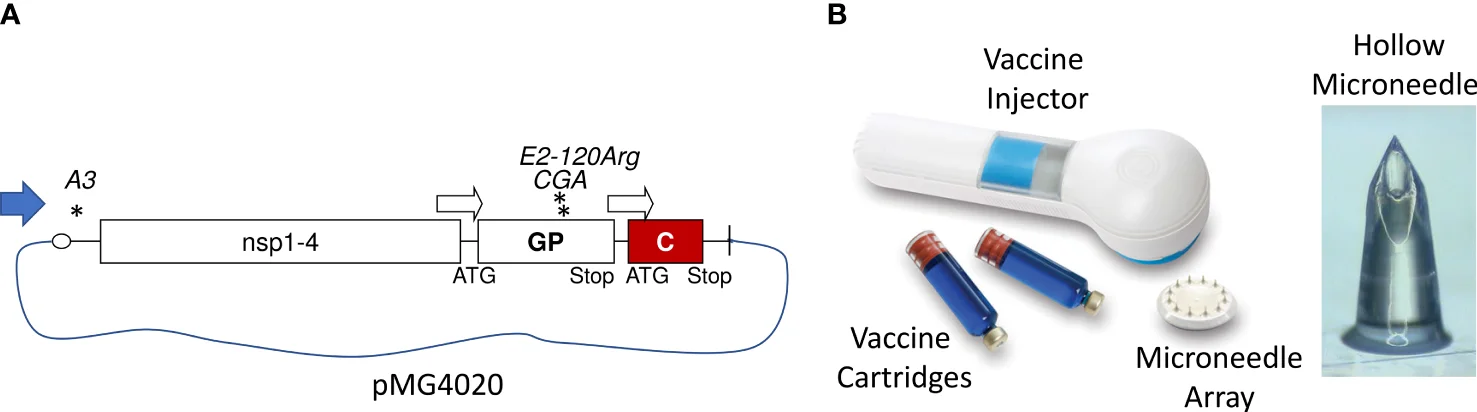 A
A3
*
E2-120Arg
CGA
*
*
nsp1-4
GP
C
ATG
Stop
ATG
Stop
pMG4020
B
Vaccine
Injector
Hollow
Microneedle
Vaccine
Cartridges
Microneedle
Array